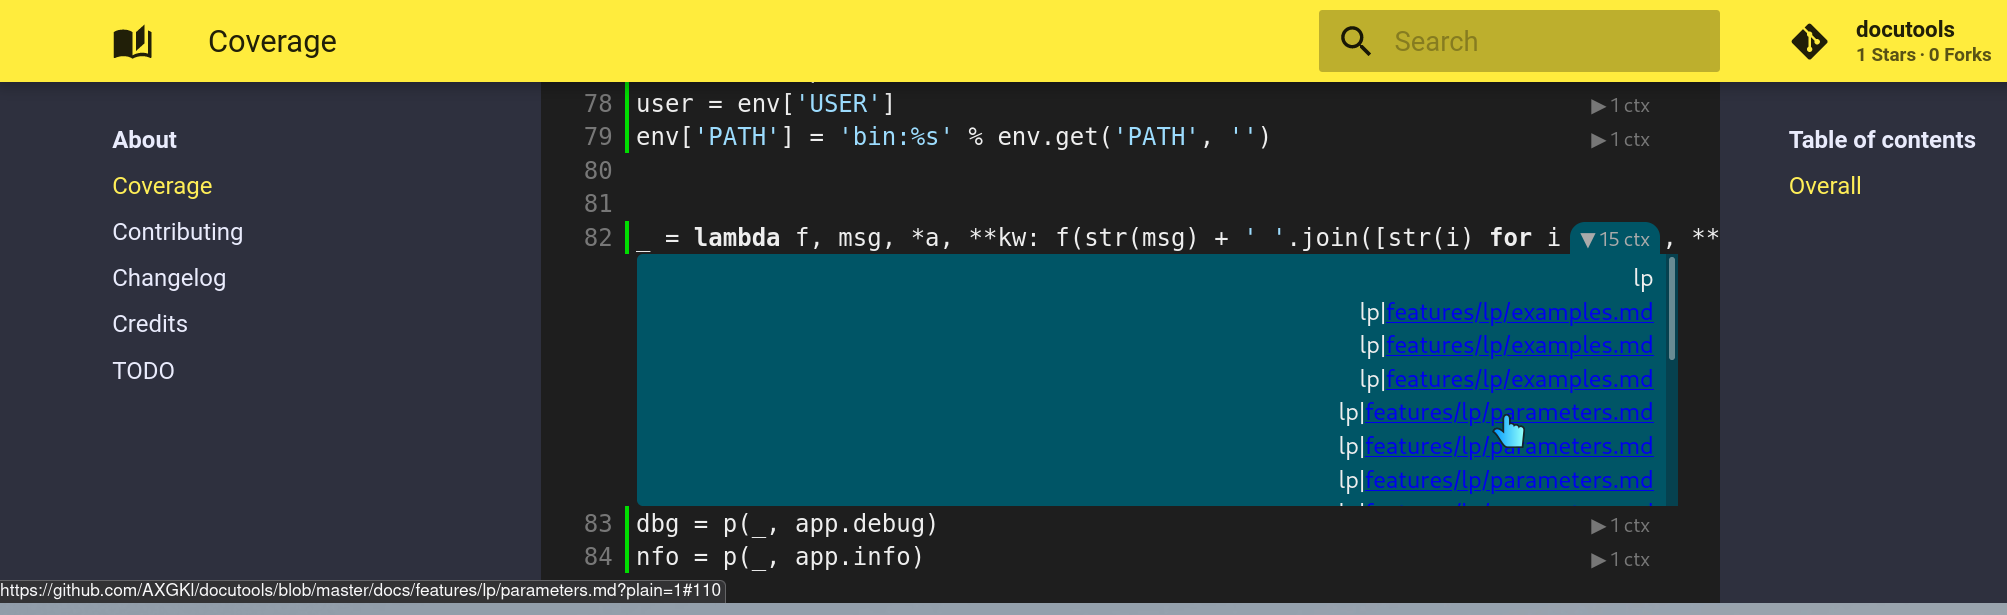 Coverage
Search
docutools
1 Stars · 0 Forks
About
Coverage
Contributing
Changelog
Credits
TODO
78 user = env['USER'] ▶ 1 ctx
79 env['PATH'] = 'bin:%s' % env.get('PATH', '') ▶ 1 ctx
80
81
82 _ = lambda f, msg, *a, **kw: f(str(msg) + ' '.join([str(i) for i ▼ 15 ctx , **
lp
lp|features/lp/examples.md
lp|features/lp/examples.md
lp|features/lp/examples.md
lp|features/lp/parameters.md
lp|features/lp/parameters.md
lp|features/lp/parameters.md
83 dbg = p(_, app.debug) ▶ 1 ctx
84 nfo = p(_, app.info) ▶ 1 ctx
Table of contents
Overall
https://github.com/AXGKl/docutools/blob/master/docs/features/lp/parameters.md?plain=1#110